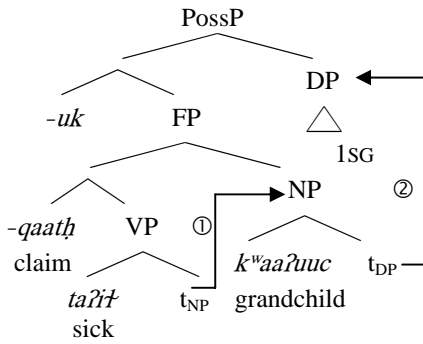 PossP
DP
-uk FP
1SG
NP ②
-qaatḥ VP ①
claim kʷaaʔuuc t_DP
taʔiɬ t_NP grandchild
sick